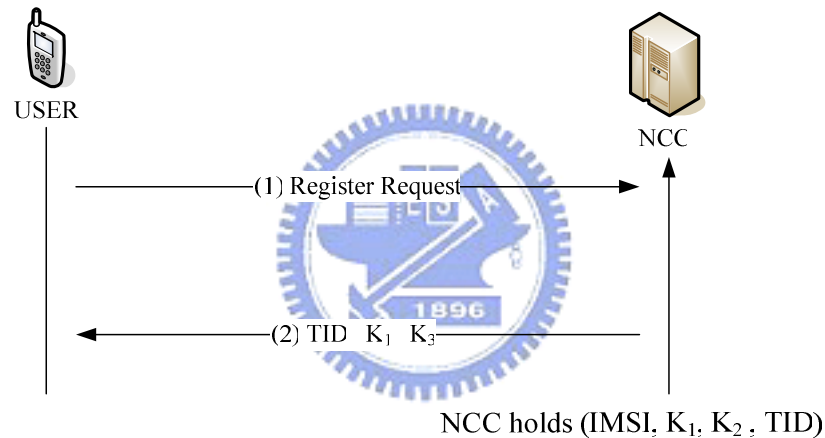 USER
NCC
(1) Register Request
E S A
1896
(2) TID K₁ K₃
NCC holds (IMSI, K₁, K₂ , TID)